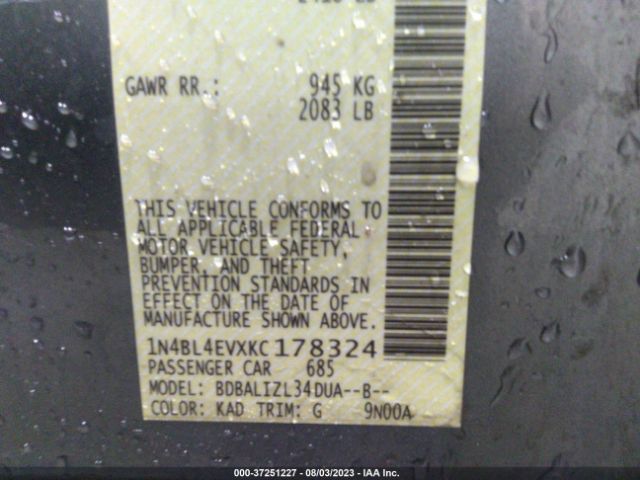 GAWR RR.: 945 KG
2083 LB
THIS VEHICLE CONFORMS TO
ALL APPLICABLE FEDERAL
MOTOR VEHICLE SAFETY,
BUMPER, AND THEFT
PREVENTION STANDARDS IN
EFFECT ON THE DATE OF
MANUFACTURE SHOWN ABOVE.
1N4BL4EVXKC178324
PASSENGER CAR 685
MODEL: BDBALIZL34DUA--B--
COLOR: KAD TRIM: G 9N00A
000-37251227 - 08/03/2023 - IAA Inc.